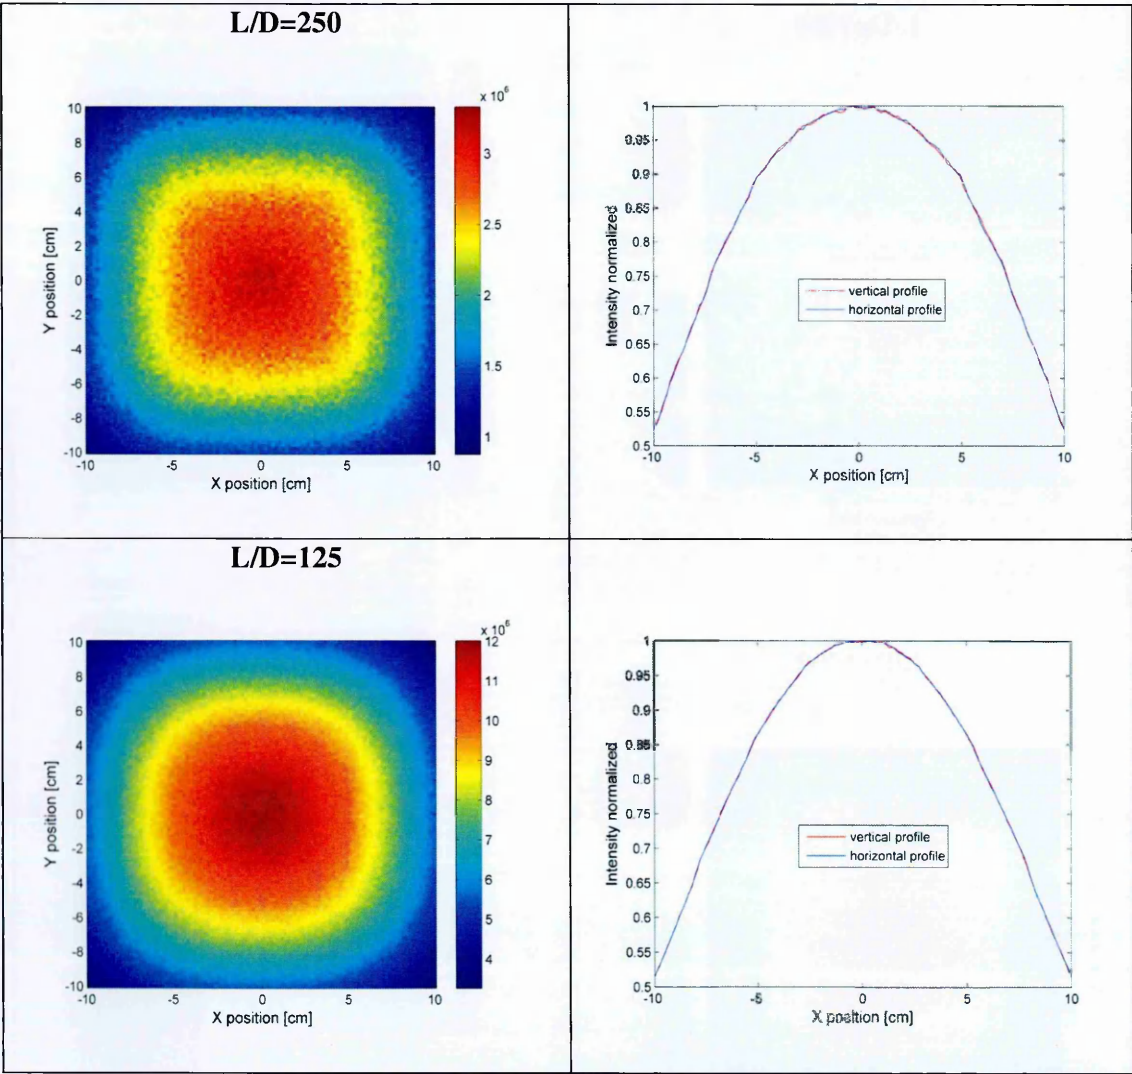 L/D=250
x 10^6
10
8
6
4
2
0
-2
-4
-6
-8
-10
-10 -5 0 5 10
X position [cm]
Y position [cm]
3
2.5
2
1.5
1
1
0.95
0.9
0.85
0.8
0.75
0.7
0.65
0.6
0.55
0.5
-10 -5 0 5 10
X position [cm]
Intensity normalized
vertical profile
horizontal profile
L/D=125
x 10^6
10
8
6
4
2
0
-2
-4
-6
-8
-10
-10 -5 0 5 10
X position [cm]
Y position [cm]
12
11
10
9
8
7
6
5
4
1
0.95
0.9
0.85
0.8
0.75
0.7
0.65
0.6
0.55
0.5
-10 -5 0 5 10
X position [cm]
Intensity normalized
vertical profile
horizontal profile